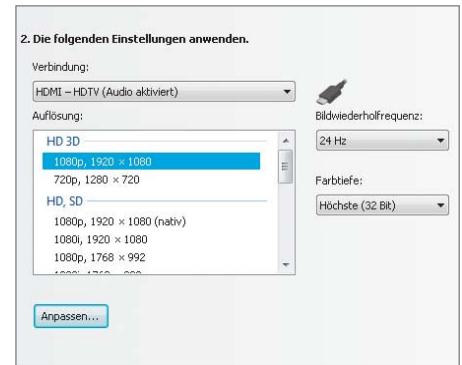 2. Die folgenden Einstellungen anwenden.
Verbindung:
HDMI – HDTV (Audio aktiviert)
Auflösung:
HD 3D
1080p, 1920 × 1080
720p, 1280 × 720
HD, SD
1080p, 1920 × 1080 (nativ)
1080i, 1920 × 1080
1080p, 1768 × 992
Bildwiederholfrequenz:
24 Hz
Farbtiefe:
Höchste (32 Bit)
Anpassen...